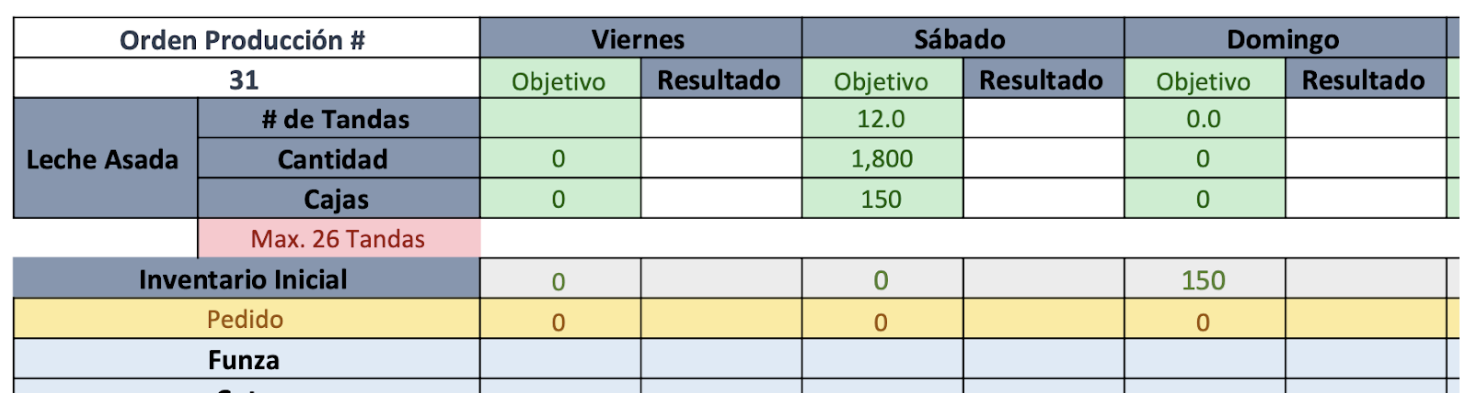 Orden Producción # Viernes Sábado Domingo
31 Objetivo Resultado Objetivo Resultado Objetivo Resultado
# de Tandas 12.0 0.0
Leche Asada Cantidad 0 1,800 0
Cajas 0 150 0
Max. 26 Tandas
Inventario Inicial 0 0 150
Pedido 0 0 0
Funza